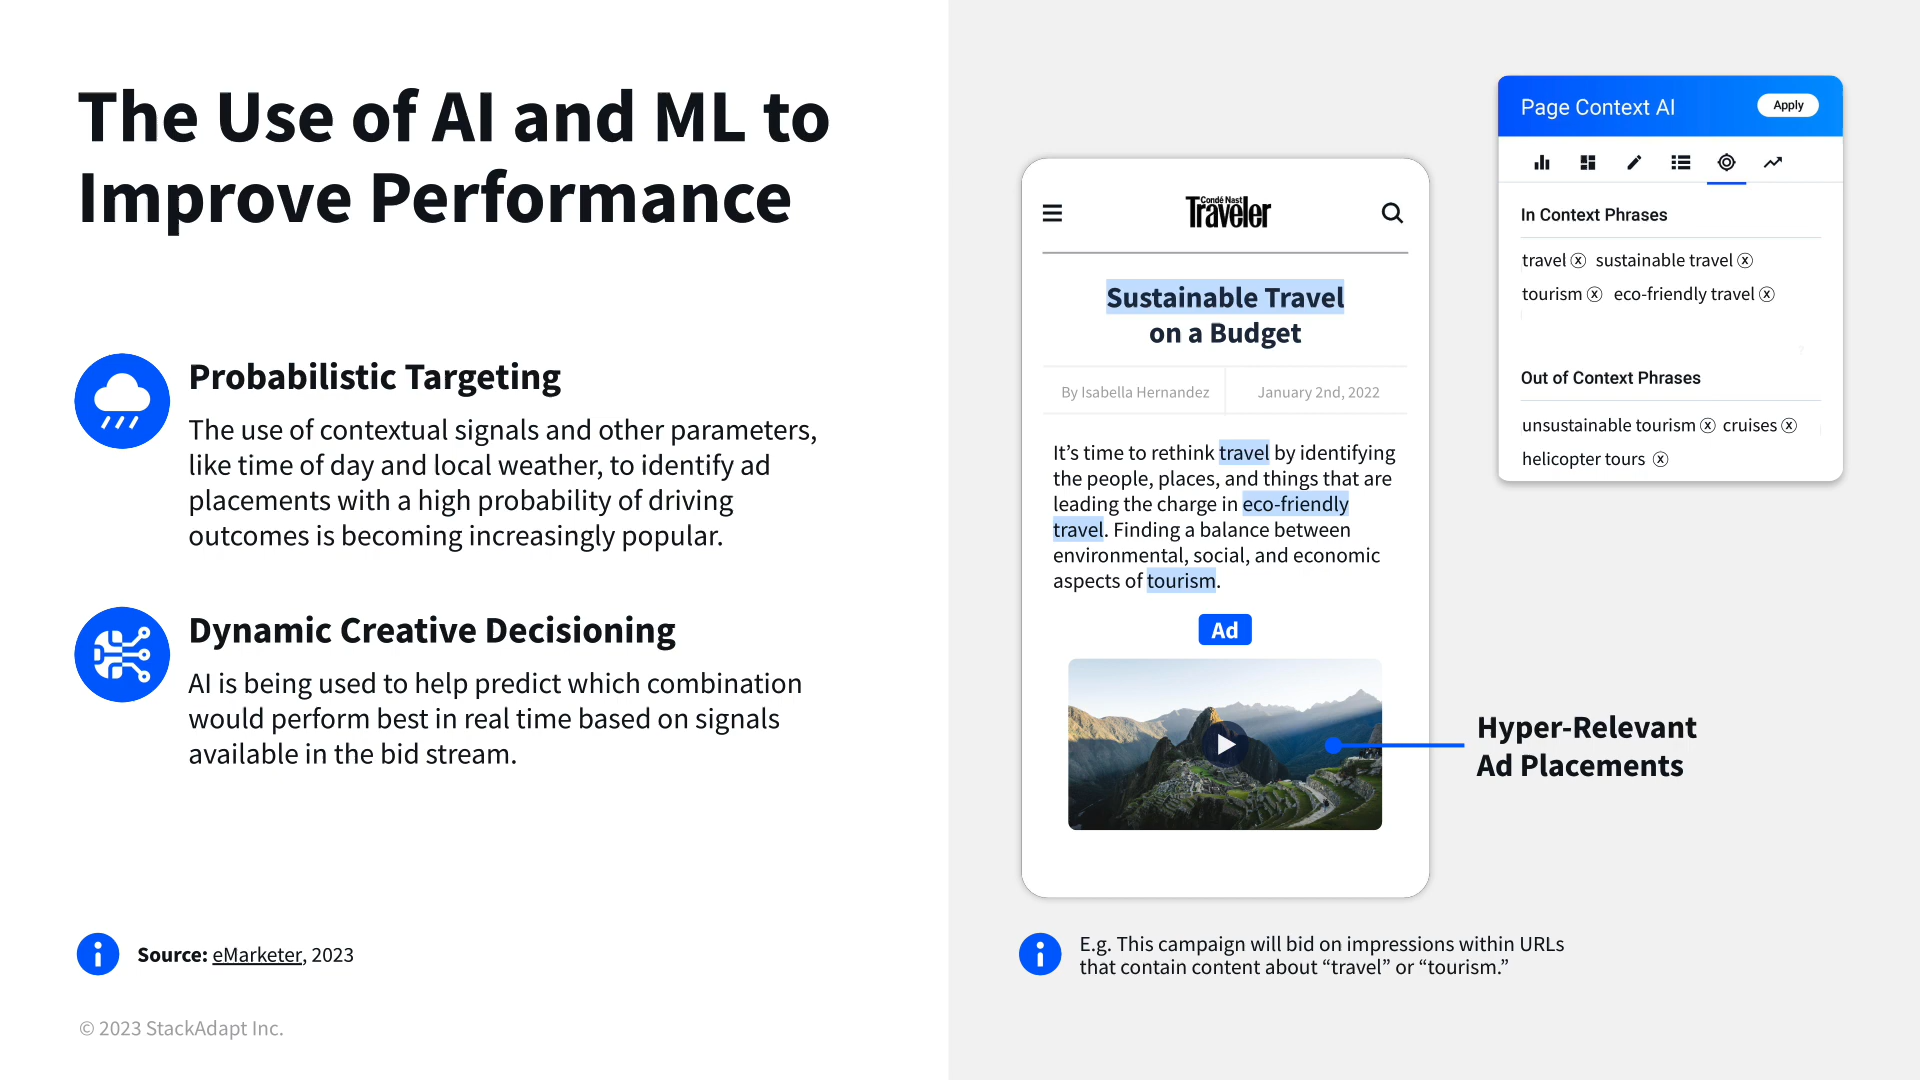 The Use of AI and ML to
Improve Performance
Probabilistic Targeting
The use of contextual signals and other parameters,
like time of day and local weather, to identify ad
placements with a high probability of driving
outcomes is becoming increasingly popular.
Dynamic Creative Decisioning
AI is being used to help predict which combination
would perform best in real time based on signals
available in the bid stream.
Source: eMarketer, 2023
© 2023 StackAdapt Inc.
Condé Nast
Traveler
Sustainable Travel
on a Budget
By Isabella Hernandez
January 2nd, 2022
It’s time to rethink travel by identifying
the people, places, and things that are
leading the charge in eco-friendly
travel. Finding a balance between
environmental, social, and economic
aspects of tourism.
Ad
Hyper-Relevant
Ad Placements
E.g. This campaign will bid on impressions within URLs
that contain content about “travel” or “tourism.”
Page Context AI
Apply
In Context Phrases
travel ⓧ sustainable travel ⓧ
tourism ⓧ eco-friendly travel ⓧ
Out of Context Phrases
unsustainable tourism ⓧ cruises ⓧ
helicopter tours ⓧ